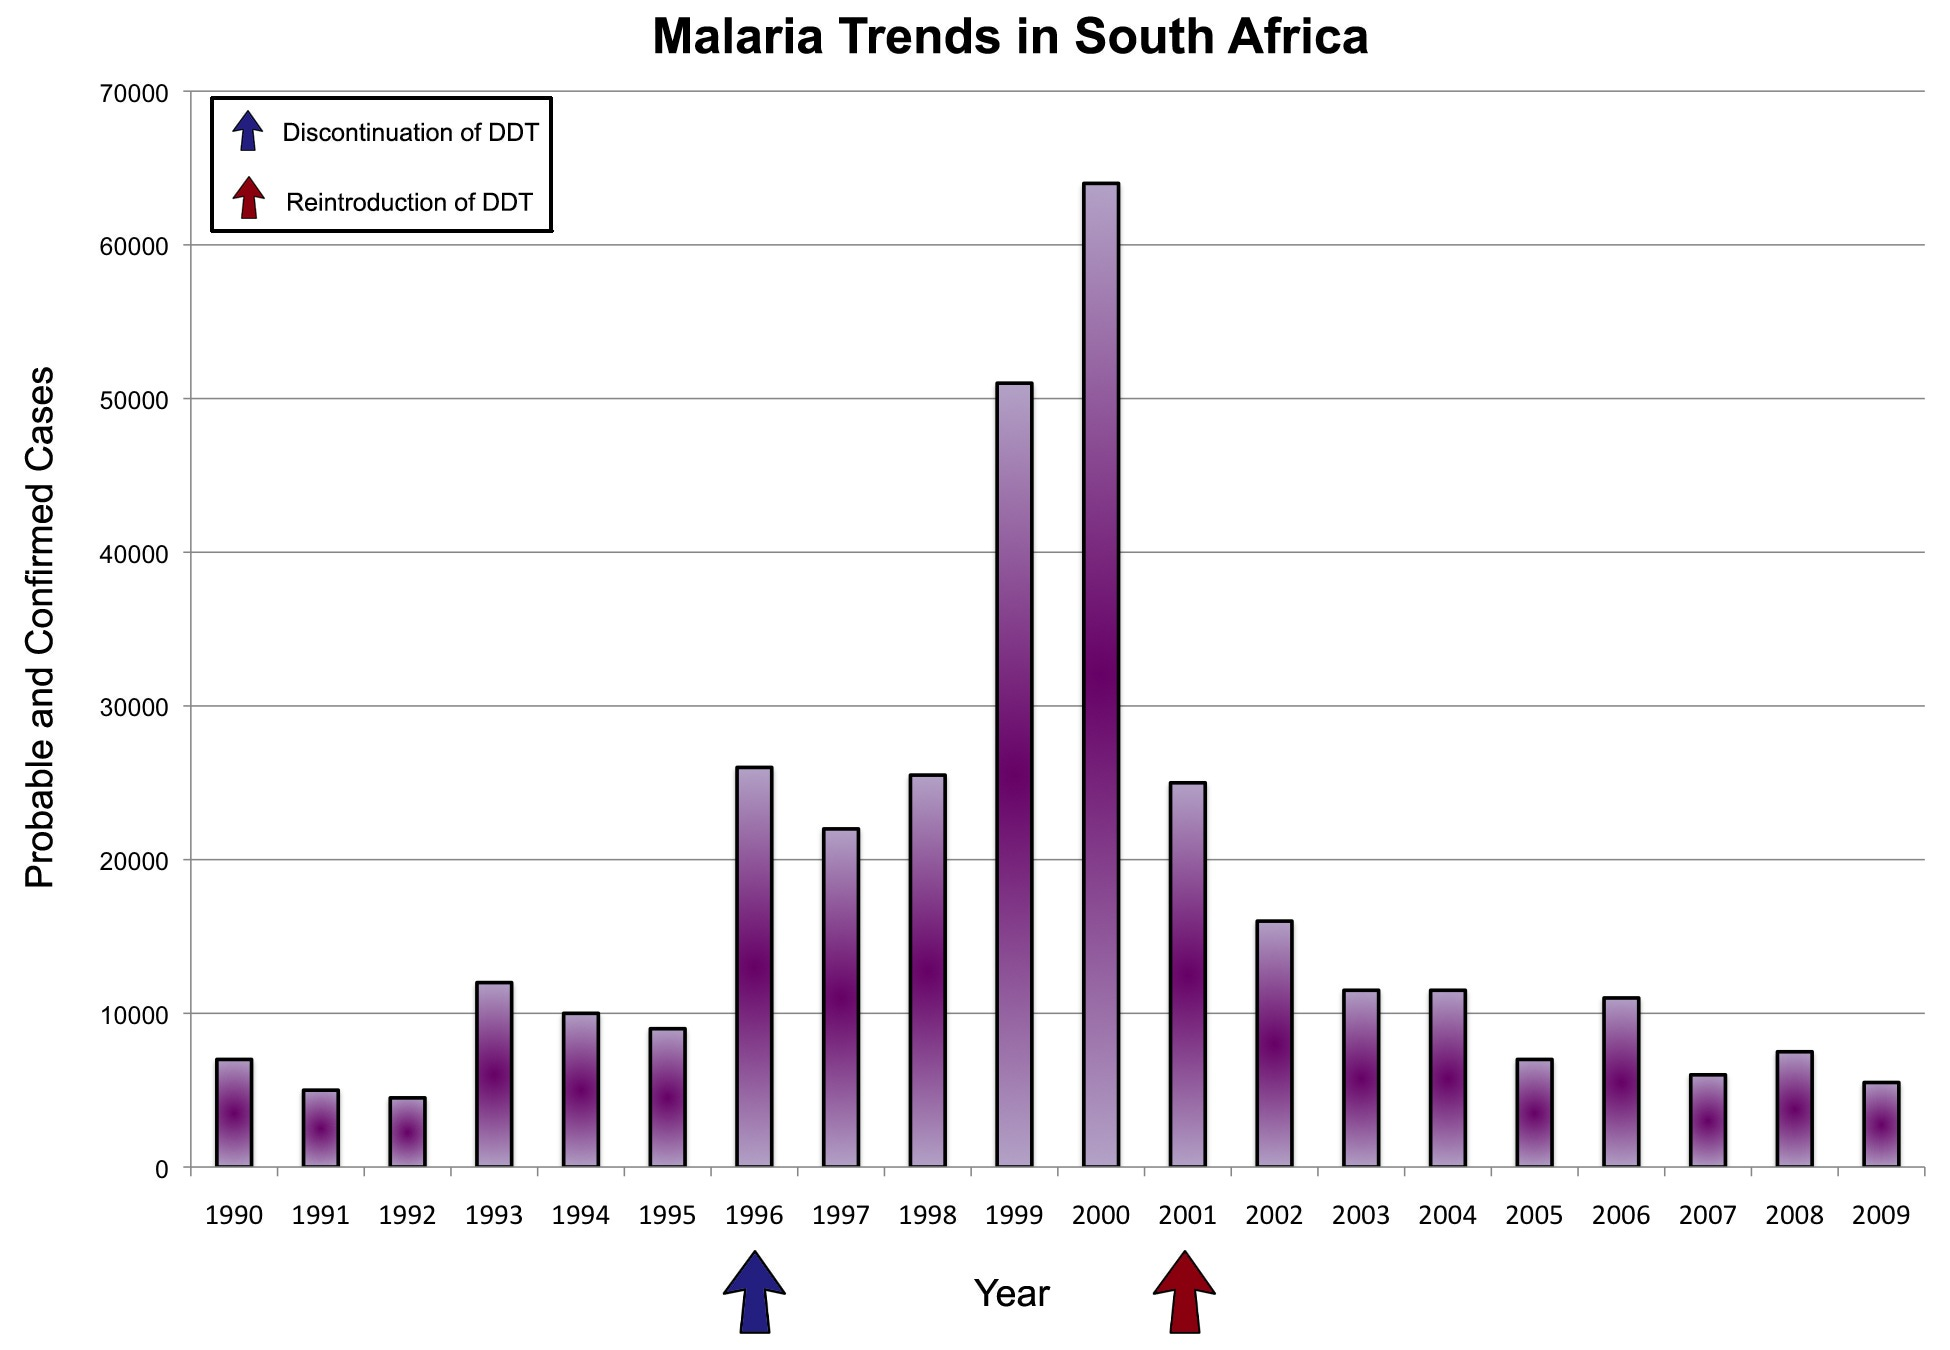 Malaria Trends in South Africa
70000
Discontinuation of DDT
Reintroduction of DDT
60000
50000
40000
30000
20000
10000
0
Probable and Confirmed Cases
1990 1991 1992 1993 1994 1995 1996 1997 1998 1999 2000 2001 2002 2003 2004 2005 2006 2007 2008 2009
Year